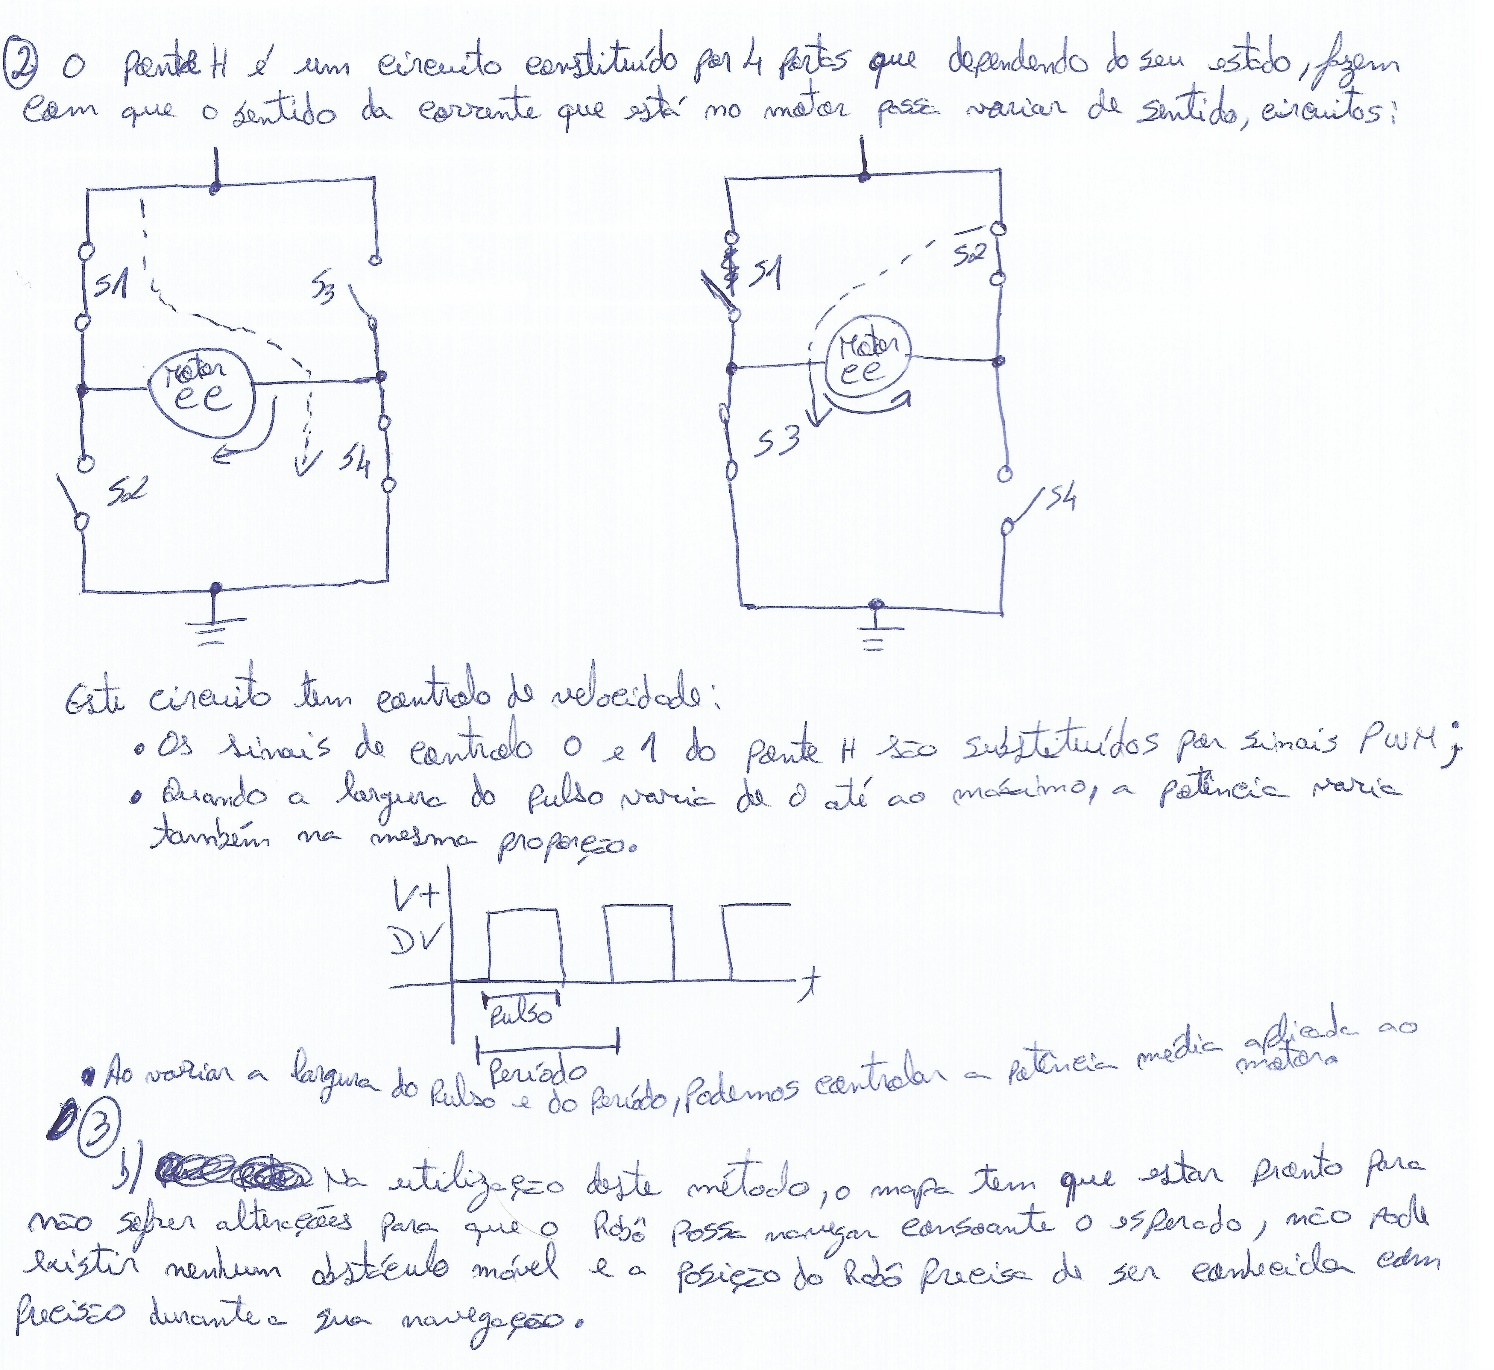 ② O ponte H é um circuito constituído por 4 portas que dependendo do seu estado, fazem
com que o sentido da corrente que está no motor possa variar de sentido, circuitos:
S1
S3
Motor
CC
S4
S2
S1
S2
Motor
CC
S3
S4
Este circuito tem controlo de velocidade:
• Os sinais de controlo 0 e 1 do ponte H são substituídos por sinais PWM;
• Quando a largura do pulso varia de 0 até ao máximo, a potência varia
também na mesma proporção.
V+
DV
t
Pulso
Período
• Ao variar a largura do pulso e do período, podemos controlar a potência média aplicada ao
motor.
③
b) Na utilização deste método, o mapa tem que estar pronto para
não sofrer alterações para que o Robô possa navegar consoante o esperado, não pode
existir nenhum obstáculo móvel e a posição do Robô precisa de ser conhecida com
precisão durante a sua navegação.